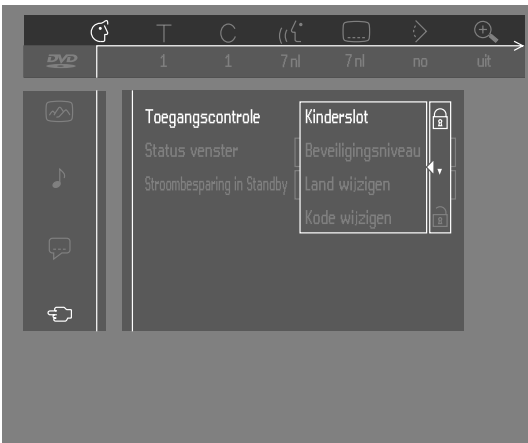 T C
DVD 1 1 7 nl 7 nl no uit
Toegangscontrole Kinderslot
Status venster Beveiligingsniveau
Stroombesparing in Standby Land wijzigen
Kode wijzigen